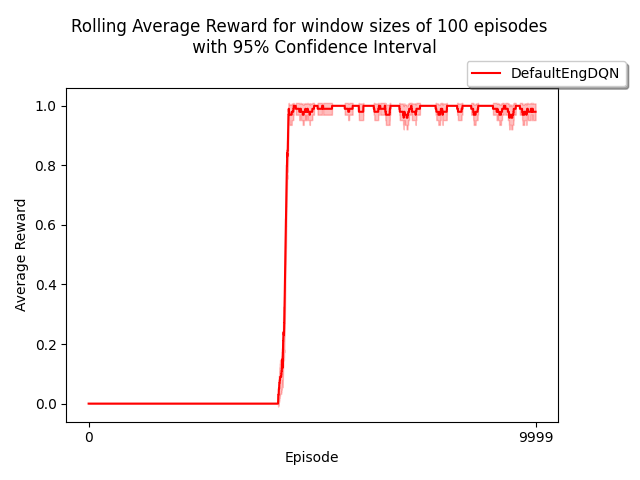 Rolling Average Reward for window sizes of 100 episodes
with 95% Confidence Interval
DefaultEngDQN
1.0
0.8
0.6
0.4
0.2
0.0
Average Reward
0
9999
Episode